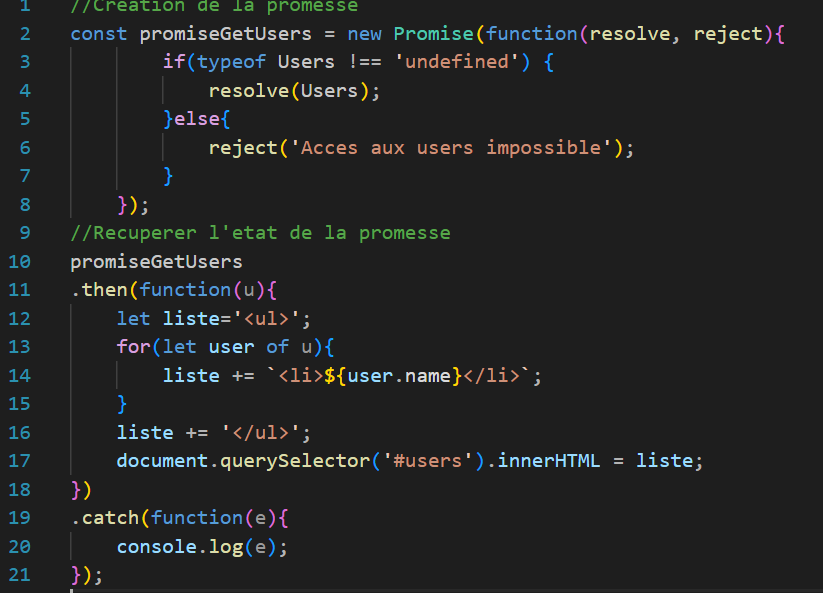 1 //Creation de la promesse
2 const promiseGetUsers = new Promise(function(resolve, reject){
3         if(typeof Users !== 'undefined') {
4             resolve(Users);
5         }else{
6             reject('Acces aux users impossible');
7         }
8     });
9 //Recuperer l'etat de la promesse
10 promiseGetUsers
11 .then(function(u){
12     let liste='<ul>';
13     for(let user of u){
14         liste += `<li>${user.name}</li>`;
15     }
16     liste += '</ul>';
17     document.querySelector('#users').innerHTML = liste;
18 })
19 .catch(function(e){
20     console.log(e);
21 });